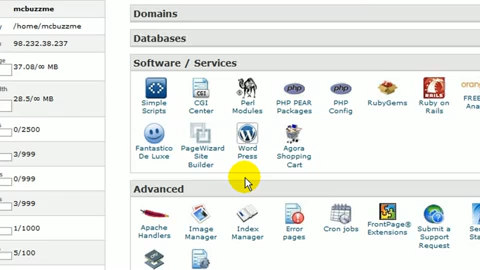 mcbuzzme
/home/mcbuzzme
98.232.38.237
37.08/∞ MB
28.5/∞ MB
0/2500
3/999
0/999
3/999
1/1000
5/100
Domains
Databases
Software / Services
Simple Scripts
CGI Center
Perl Modules
PHP PEAR Packages
PHP Config
RubyGems
Ruby on Rails
FREE
Fantastico De Luxe
PageWizard Site Builder
Word Press
Agora Shopping Cart
Advanced
Apache Handlers
Image Manager
Index Manager
Error pages
Cron jobs
FrontPage® Extensions
Submit a Support Request